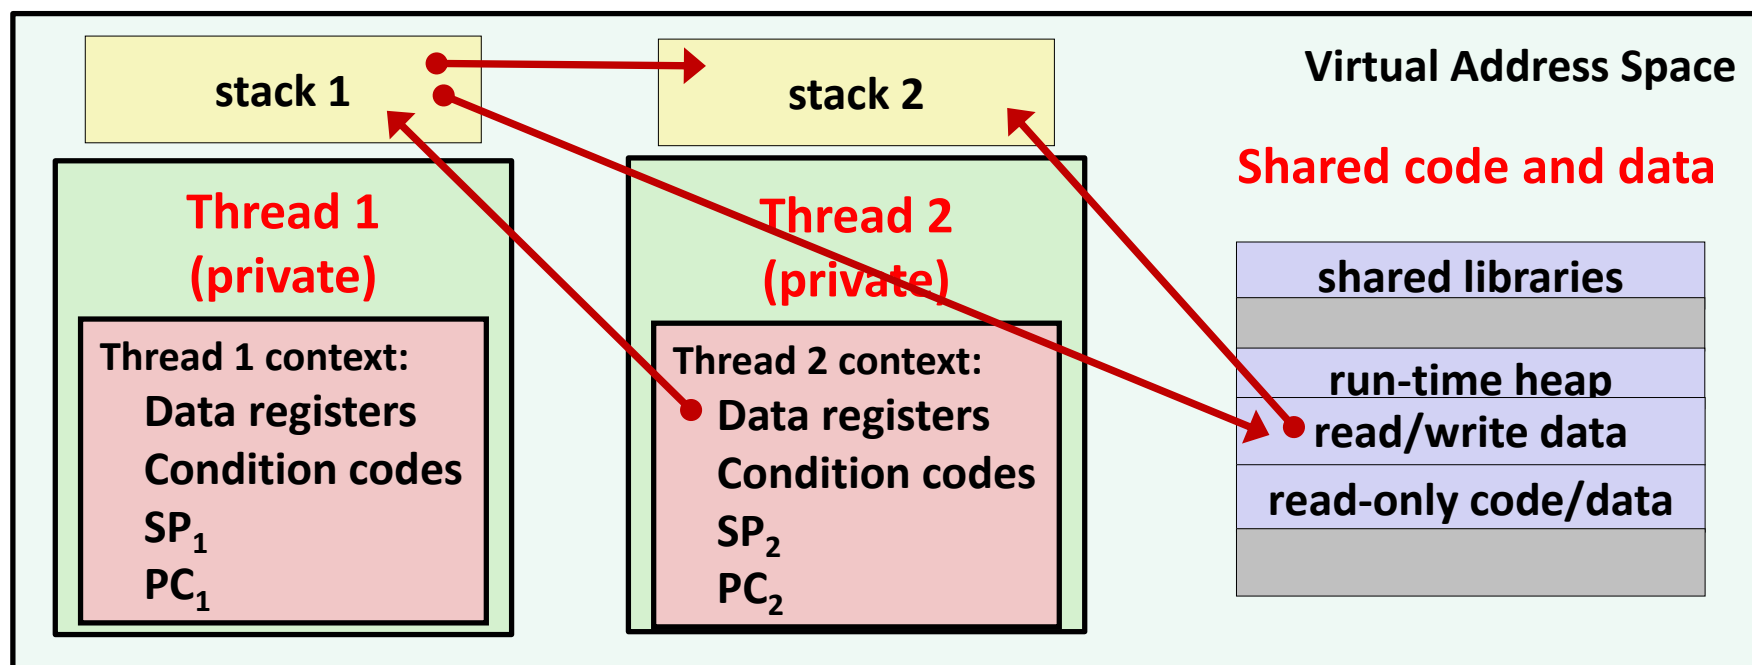 stack 1
stack 2
Virtual Address Space
Shared code and data
Thread 1
(private)
Thread 1 context:
Data registers
Condition codes
SP1
PC1
Thread 2
(private)
Thread 2 context:
Data registers
Condition codes
SP2
PC2
shared libraries
run-time heap
read/write data
read-only code/data